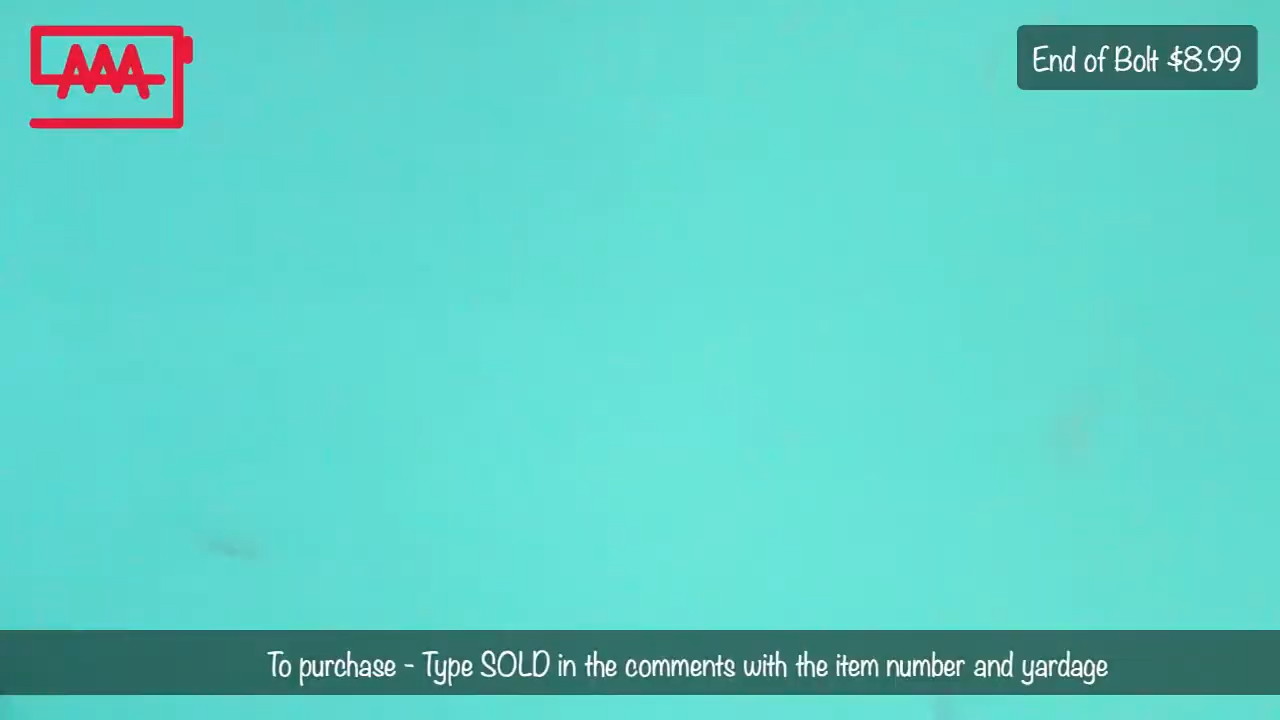 AAA
End of Bolt $8.99
To purchase - Type SOLD in the comments with the item number and yardage